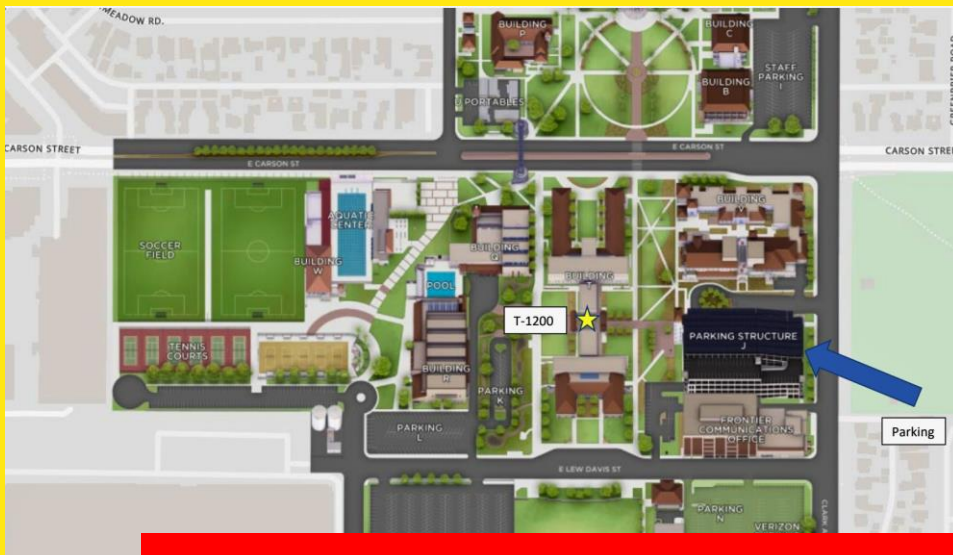 MEADOW RD.
BUILDING
P
BUILDING
C
STAFF
PARKING
I
BUILDING
B
PORTABLES
CARSON STREET
E CARSON ST
E CARSON ST
CARSON STREET
AQUATIC
CENTER
SOCCER
FIELD
BUILDING
W
BUILDING
Q
POOL
BUILDING
BUILDING
V
T-1200
PARKING STRUCTURE
J
TENNIS
COURTS
BUILDING
R
PARKING
K
PARKING
L
FRONTIER
COMMUNICATIONS
OFFICE
Parking
E LEW DAVIS ST
PARKING
N
VERIZON
CLARK A